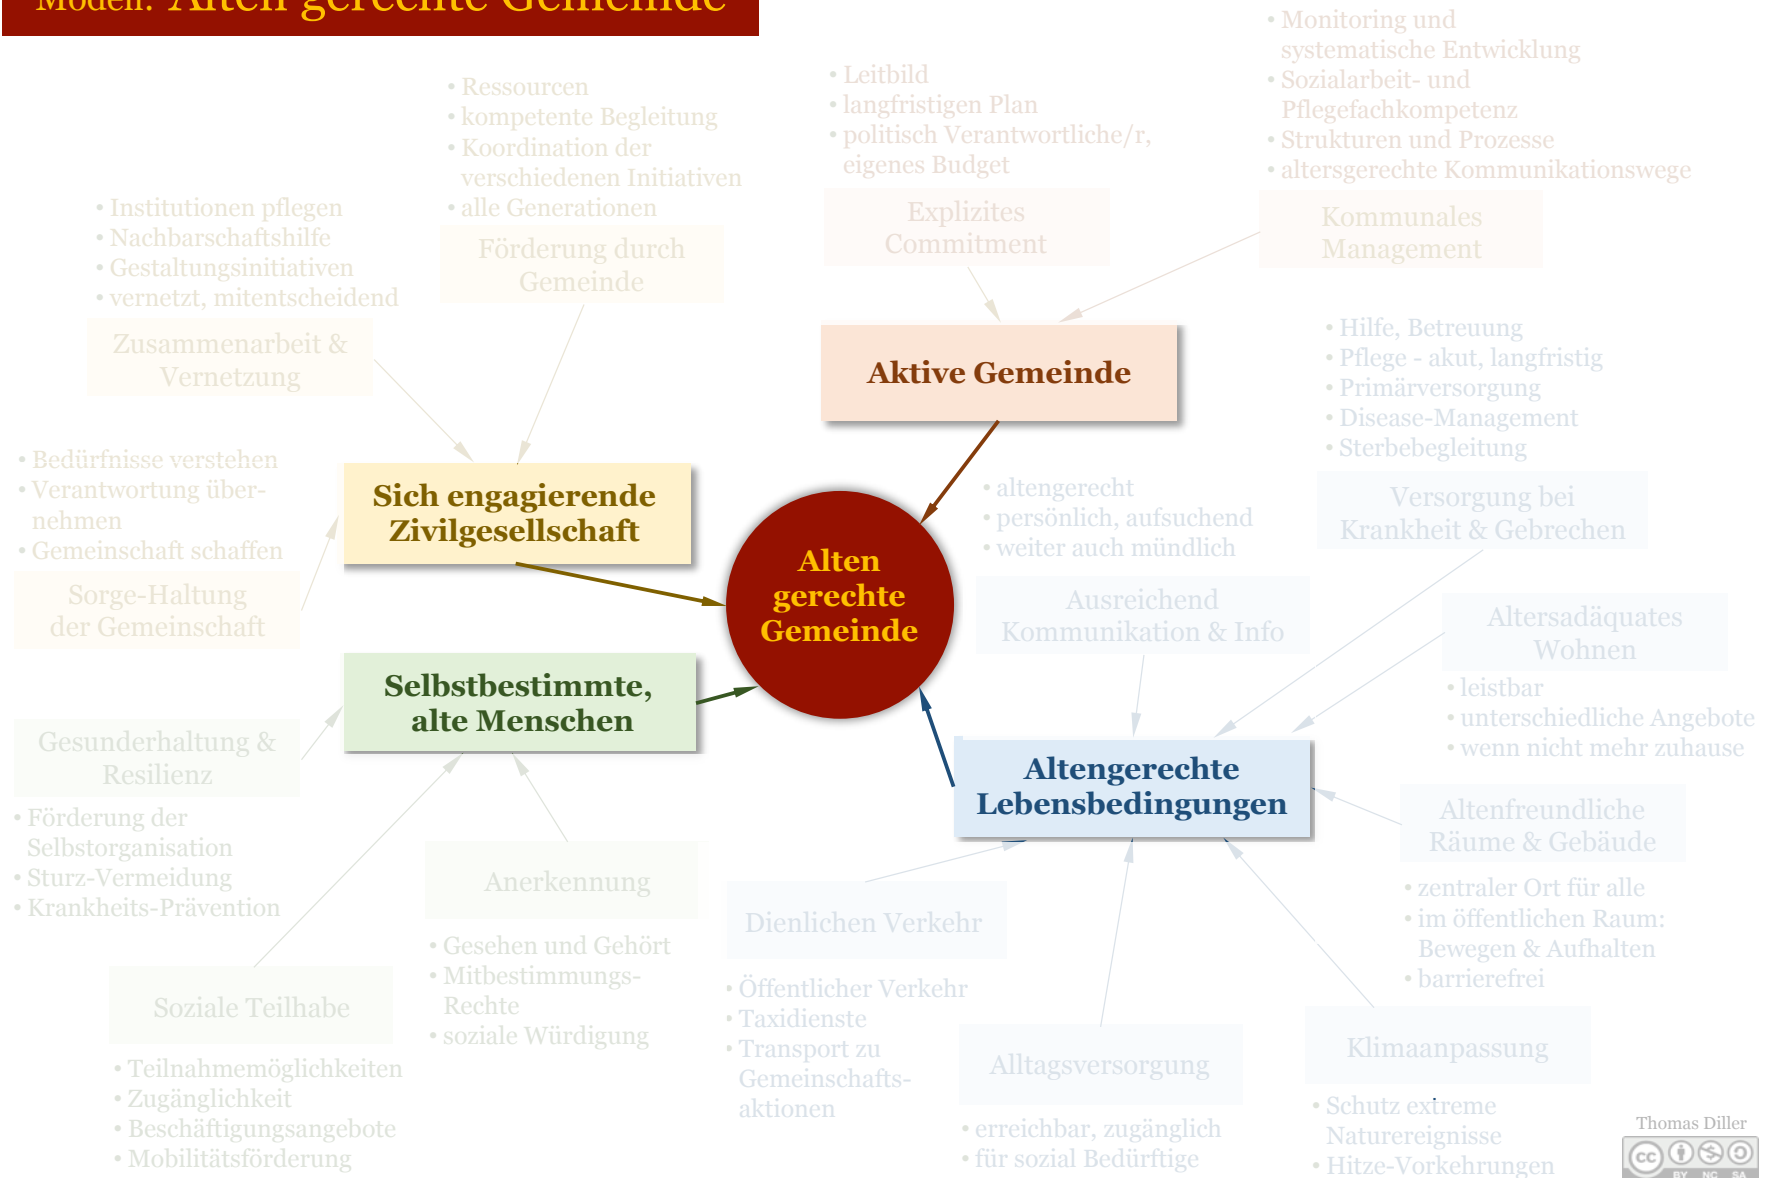 Modell: Alten gerechte Gemeinde
• Monitoring und
systematische Entwicklung
• Sozialarbeit- und
Pflegefachkompetenz
• Strukturen und Prozesse
• altersgerechte Kommunikationswege
Kommunales
Management
• Leitbild
• langfristigen Plan
• politisch Verantwortliche/r,
eigenes Budget
Explizites
Commitment
• Ressourcen
• kompetente Begleitung
• Koordination der
verschiedenen Initiativen
• alle Generationen
Förderung durch
Gemeinde
• Institutionen pflegen
• Nachbarschaftshilfe
• Gestaltungsinitiativen
• vernetzt, mitentscheidend
Zusammenarbeit &
Vernetzung
Aktive Gemeinde
• Hilfe, Betreuung
• Pflege - akut, langfristig
• Primärversorgung
• Disease-Management
• Sterbebegleitung
Versorgung bei
Krankheit & Gebrechen
• Bedürfnisse verstehen
• Verantwortung über-
nehmen
• Gemeinschaft schaffen
Sorge-Haltung
der Gemeinschaft
Sich engagierende
Zivilgesellschaft
Alten
gerechte
Gemeinde
• altengerecht
• persönlich, aufsuchend
• weiter auch mündlich
Ausreichend
Kommunikation & Info
Altersadäquates
Wohnen
• leistbar
• unterschiedliche Angebote
• wenn nicht mehr zuhause
Selbstbestimmte,
alte Menschen
Gesunderhaltung &
Resilienz
• Förderung der
Selbstorganisation
• Sturz-Vermeidung
• Krankheits-Prävention
Altengerechte
Lebensbedingungen
Altenfreundliche
Räume & Gebäude
• zentraler Ort für alle
• im öffentlichen Raum:
Bewegen & Aufhalten
• barrierefrei
Anerkennung
• Gesehen und Gehört
• Mitbestimmungs-
Rechte
• soziale Würdigung
Soziale Teilhabe
• Teilnahmemöglichkeiten
• Zugänglichkeit
• Beschäftigungsangebote
• Mobilitätsförderung
Dienlichen Verkehr
• Öffentlicher Verkehr
• Taxidienste
• Transport zu
Gemeinschafts-
aktionen
Alltagsversorgung
• erreichbar, zugänglich
• für sozial Bedürftige
Klimaanpassung
• Schutz extreme
Naturereignisse
• Hitze-Vorkehrungen
Thomas Diller
cc
BY NC SA